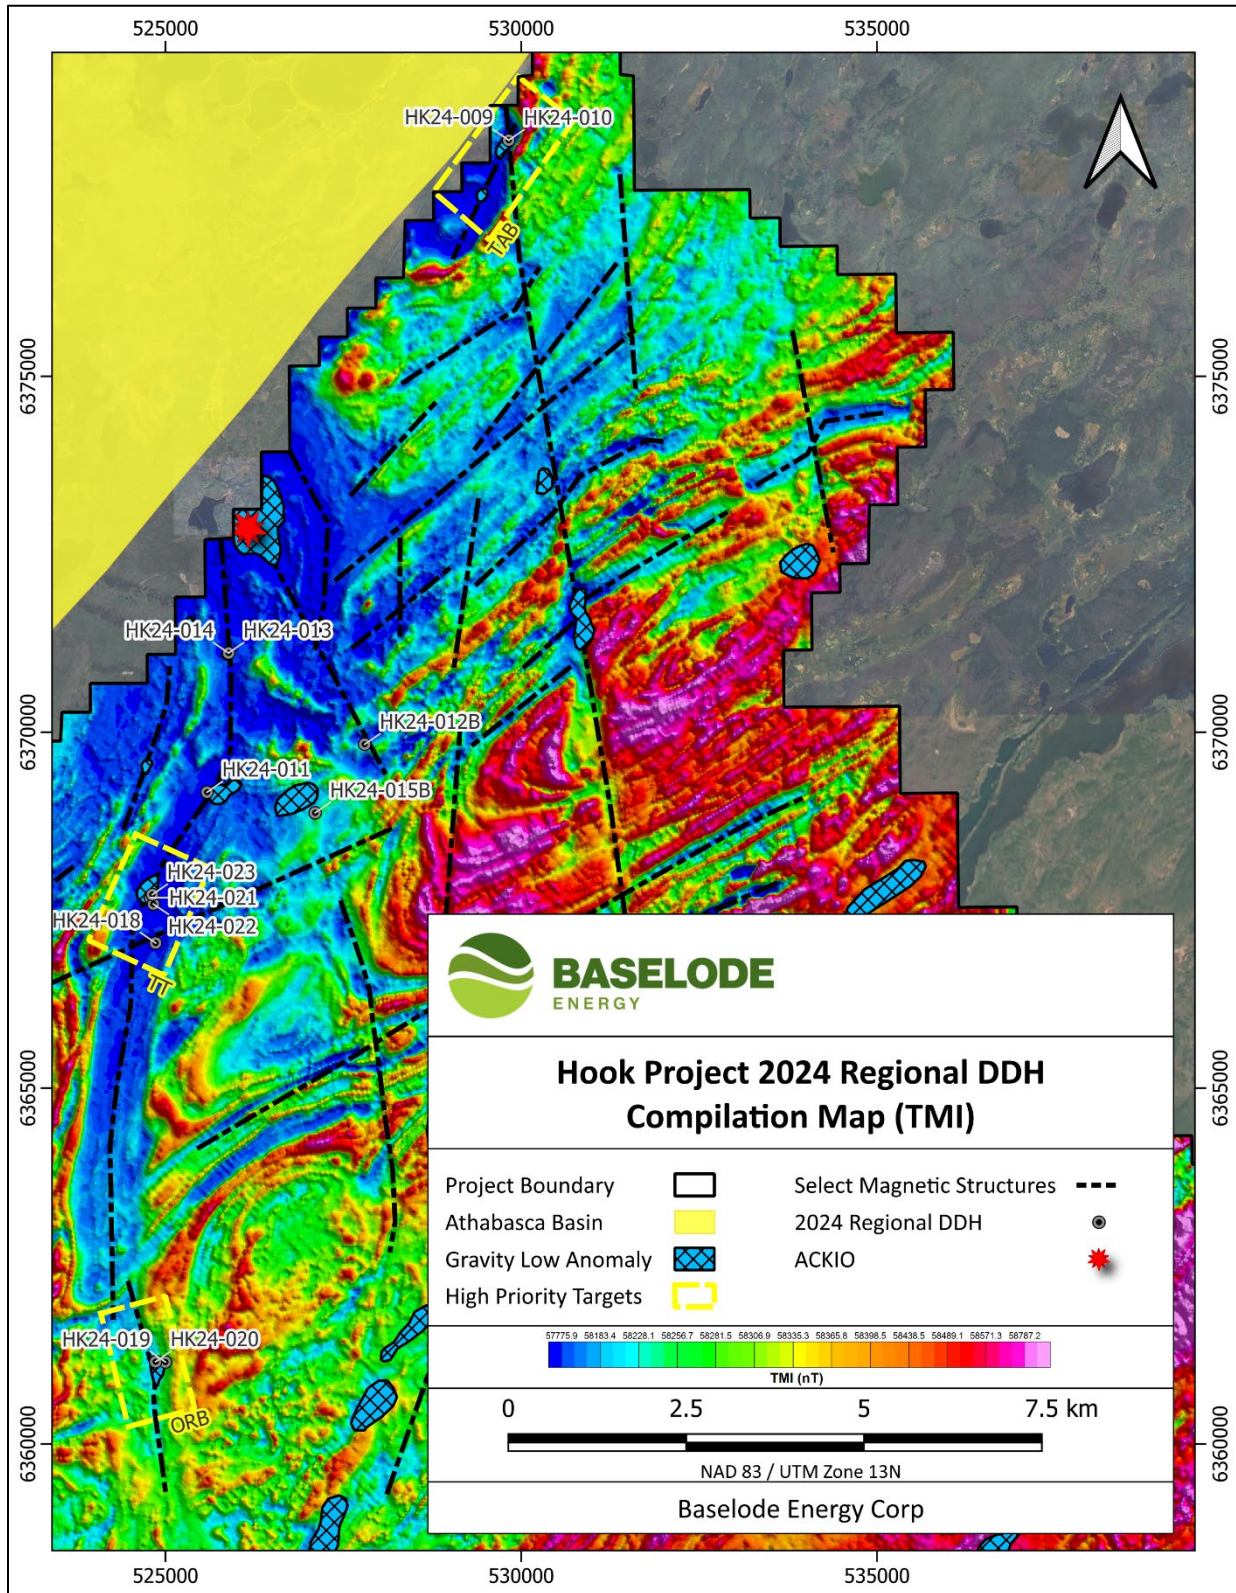 525000 530000 535000
HK24-009 HK24-010
TAB
6375000 6375000
HK24-014 HK24-013
6370000 6370000
HK24-012B
HK24-011
HK24-015B
HK24-023
HK24-021
HK24-018 HK24-022
TT
BASELODE
ENERGY
Hook Project 2024 Regional DDH
Compilation Map (TMI)
6365000 6365000
Project Boundary Select Magnetic Structures
Athabasca Basin 2024 Regional DDH
Gravity Low Anomaly ACKIO
High Priority Targets
HK24-019 HK24-020
ORB
57775.9 58183.4 58228.1 58256.7 58281.5 58306.9 58335.3 58365.8 58398.5 58438.5 58489.1 58571.3 58787.2
TMI (nT)
0 2.5 5 7.5 km
6360000 6360000
NAD 83 / UTM Zone 13N
Baselode Energy Corp
525000 530000 535000